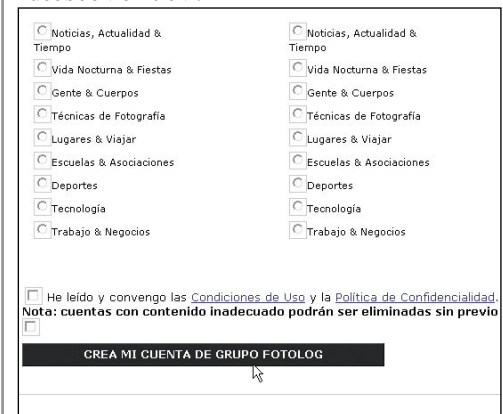 Noticias, Actualidad & Noticias, Actualidad &
Tiempo Tiempo
Vida Nocturna & Fiestas Vida Nocturna & Fiestas
Gente & Cuerpos Gente & Cuerpos
Técnicas de Fotografía Técnicas de Fotografía
Lugares & Viajar Lugares & Viajar
Escuelas & Asociaciones Escuelas & Asociaciones
Deportes Deportes
Tecnología Tecnología
Trabajo & Negocios Trabajo & Negocios
He leído y convengo las Condiciones de Uso y la Política de Confidencialidad.
Nota: cuentas con contenido inadecuado podrán ser eliminadas sin previo
CREA MI CUENTA DE GRUPO FOTOLOG